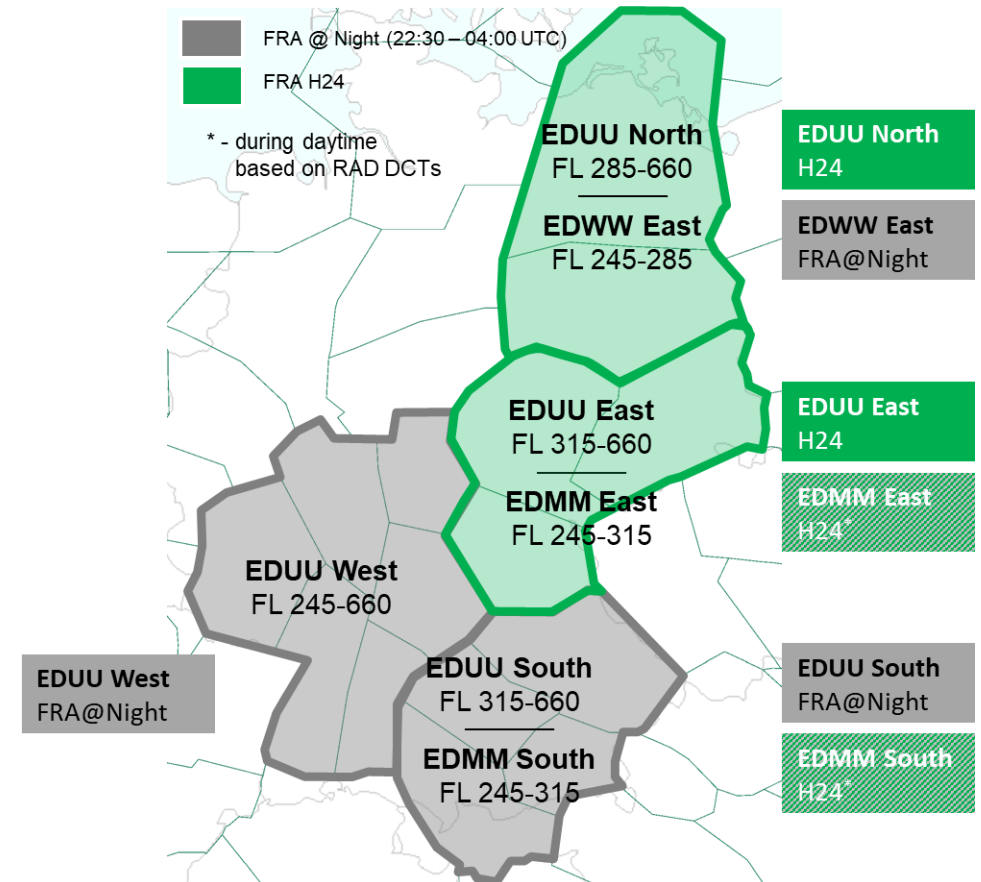 FRA @ Night (22:30 – 04:00 UTC)
FRA H24
* - during daytime
based on RAD DCTs
EDUU North
FL 285-660
EDWW East
FL 245-285
EDUU North
H24
EDWW East
FRA@Night
EDUU East
FL 315-660
EDMM East
FL 245-315
EDUU East
H24
EDMM East
H24*
EDUU West
FL 245-660
EDUU West
FRA@Night
EDUU South
FL 315-660
EDMM South
FL 245-315
EDUU South
FRA@Night
EDMM South
H24*